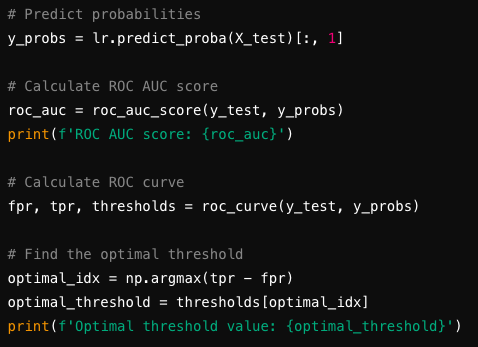 # Predict probabilities
y_probs = lr.predict_proba(X_test)[:, 1]
# Calculate ROC AUC score
roc_auc = roc_auc_score(y_test, y_probs)
print(f'ROC AUC score: {roc_auc}')
# Calculate ROC curve
fpr, tpr, thresholds = roc_curve(y_test, y_probs)
# Find the optimal threshold
optimal_idx = np.argmax(tpr - fpr)
optimal_threshold = thresholds[optimal_idx]
print(f'Optimal threshold value: {optimal_threshold}')